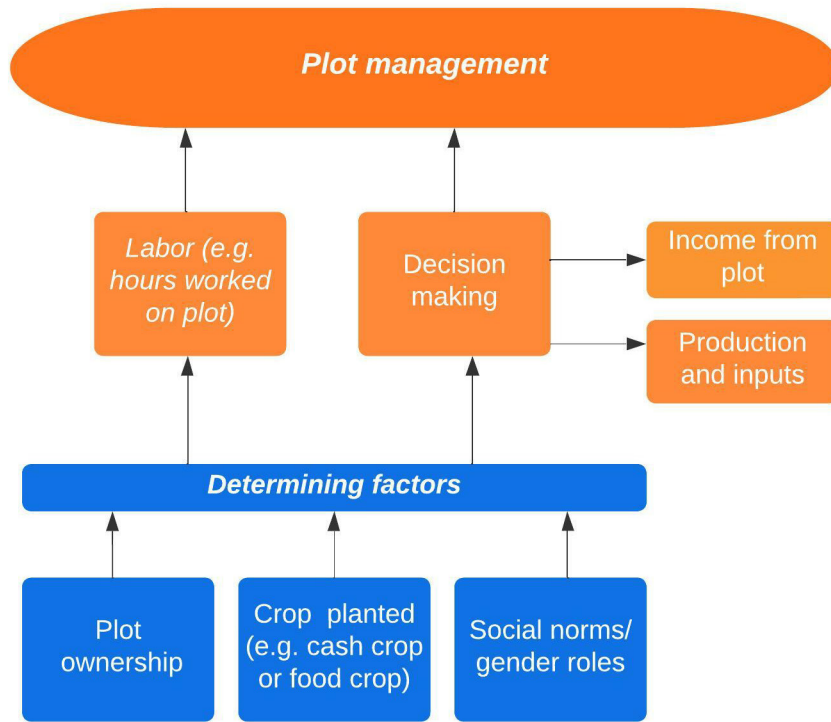 Plot management
Labor (e.g.
hours worked
on plot)
Decision
making
Income from
plot
Production
and inputs
Determining factors
Plot
ownership
Crop planted
(e.g. cash crop
or food crop)
Social norms/
gender roles